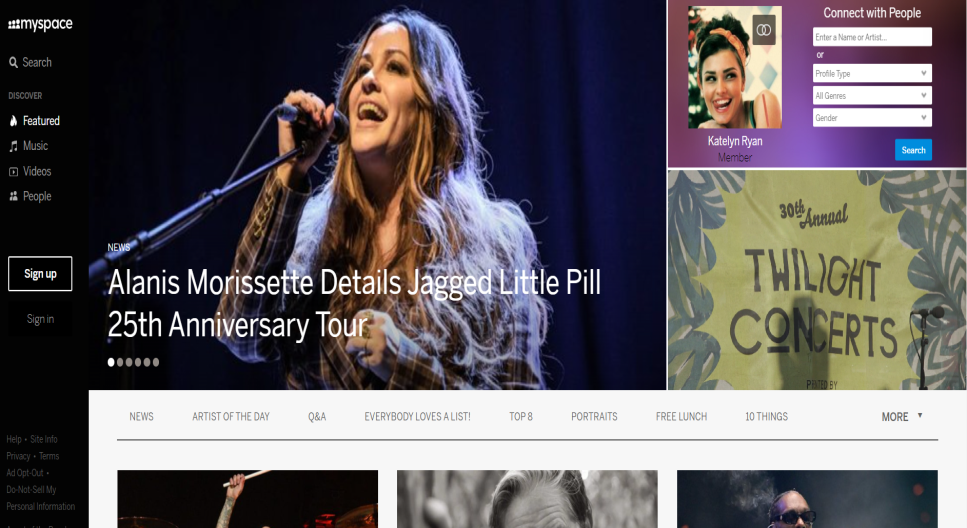 myspace
Search
DISCOVER
Featured
Music
Videos
People
Sign up
Sign in
Help • Site Info
Privacy • Terms
Ad Opt-Out •
Do-Not-Sell My
Personal Information
NEWS
Alanis Morissette Details Jagged Little Pill
25th Anniversary Tour
Katelyn Ryan
Member
Connect with People
Enter a Name or Artist...
or
Profile Type
All Genres
Gender
Search
30th Annual
TWILIGHT
CONCERTS
NEWS
ARTIST OF THE DAY
Q&A
EVERYBODY LOVES A LIST!
TOP 8
PORTRAITS
FREE LUNCH
10 THINGS
MORE